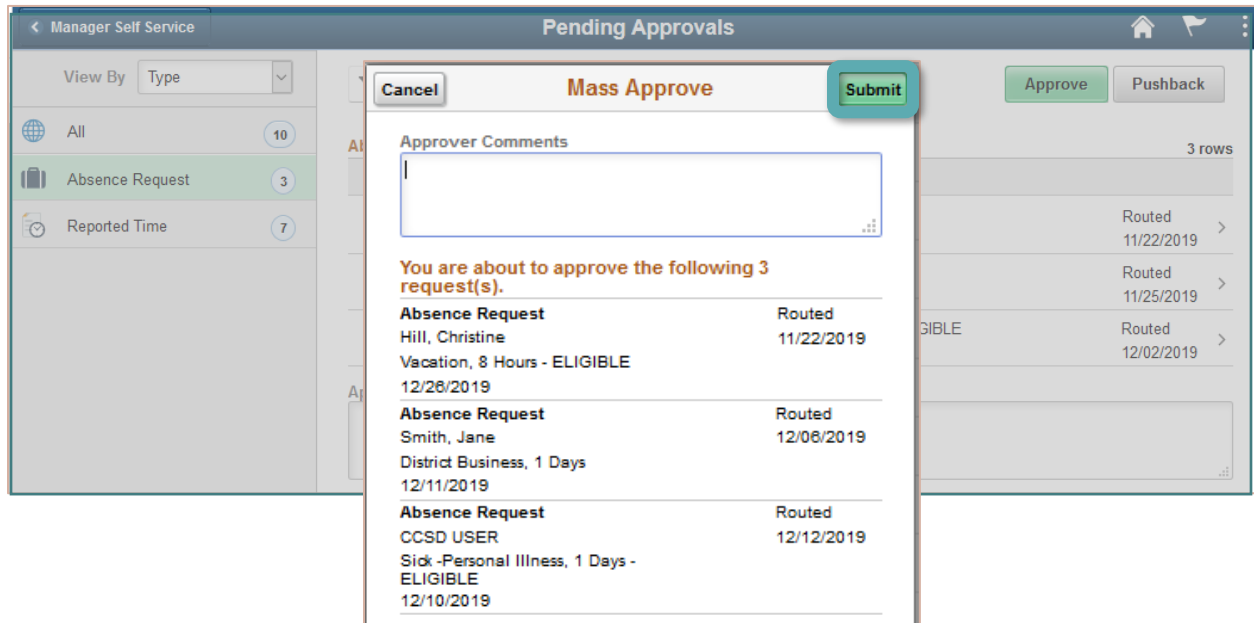 Manager Self Service
Pending Approvals
View By Type
All 10
Absence Request 3
Reported Time 7
Approve Pushback
3 rows
Routed
11/22/2019
Routed
11/25/2019
GIBLE Routed
12/02/2019
Cancel Mass Approve Submit
Approver Comments
You are about to approve the following 3
request(s).
Absence Request Routed
Hill, Christine 11/22/2019
Vacation, 8 Hours - ELIGIBLE
12/26/2019
Absence Request Routed
Smith, Jane 12/06/2019
District Business, 1 Days
12/11/2019
Absence Request Routed
CCSD USER 12/12/2019
Sick -Personal Illness, 1 Days -
ELIGIBLE
12/10/2019